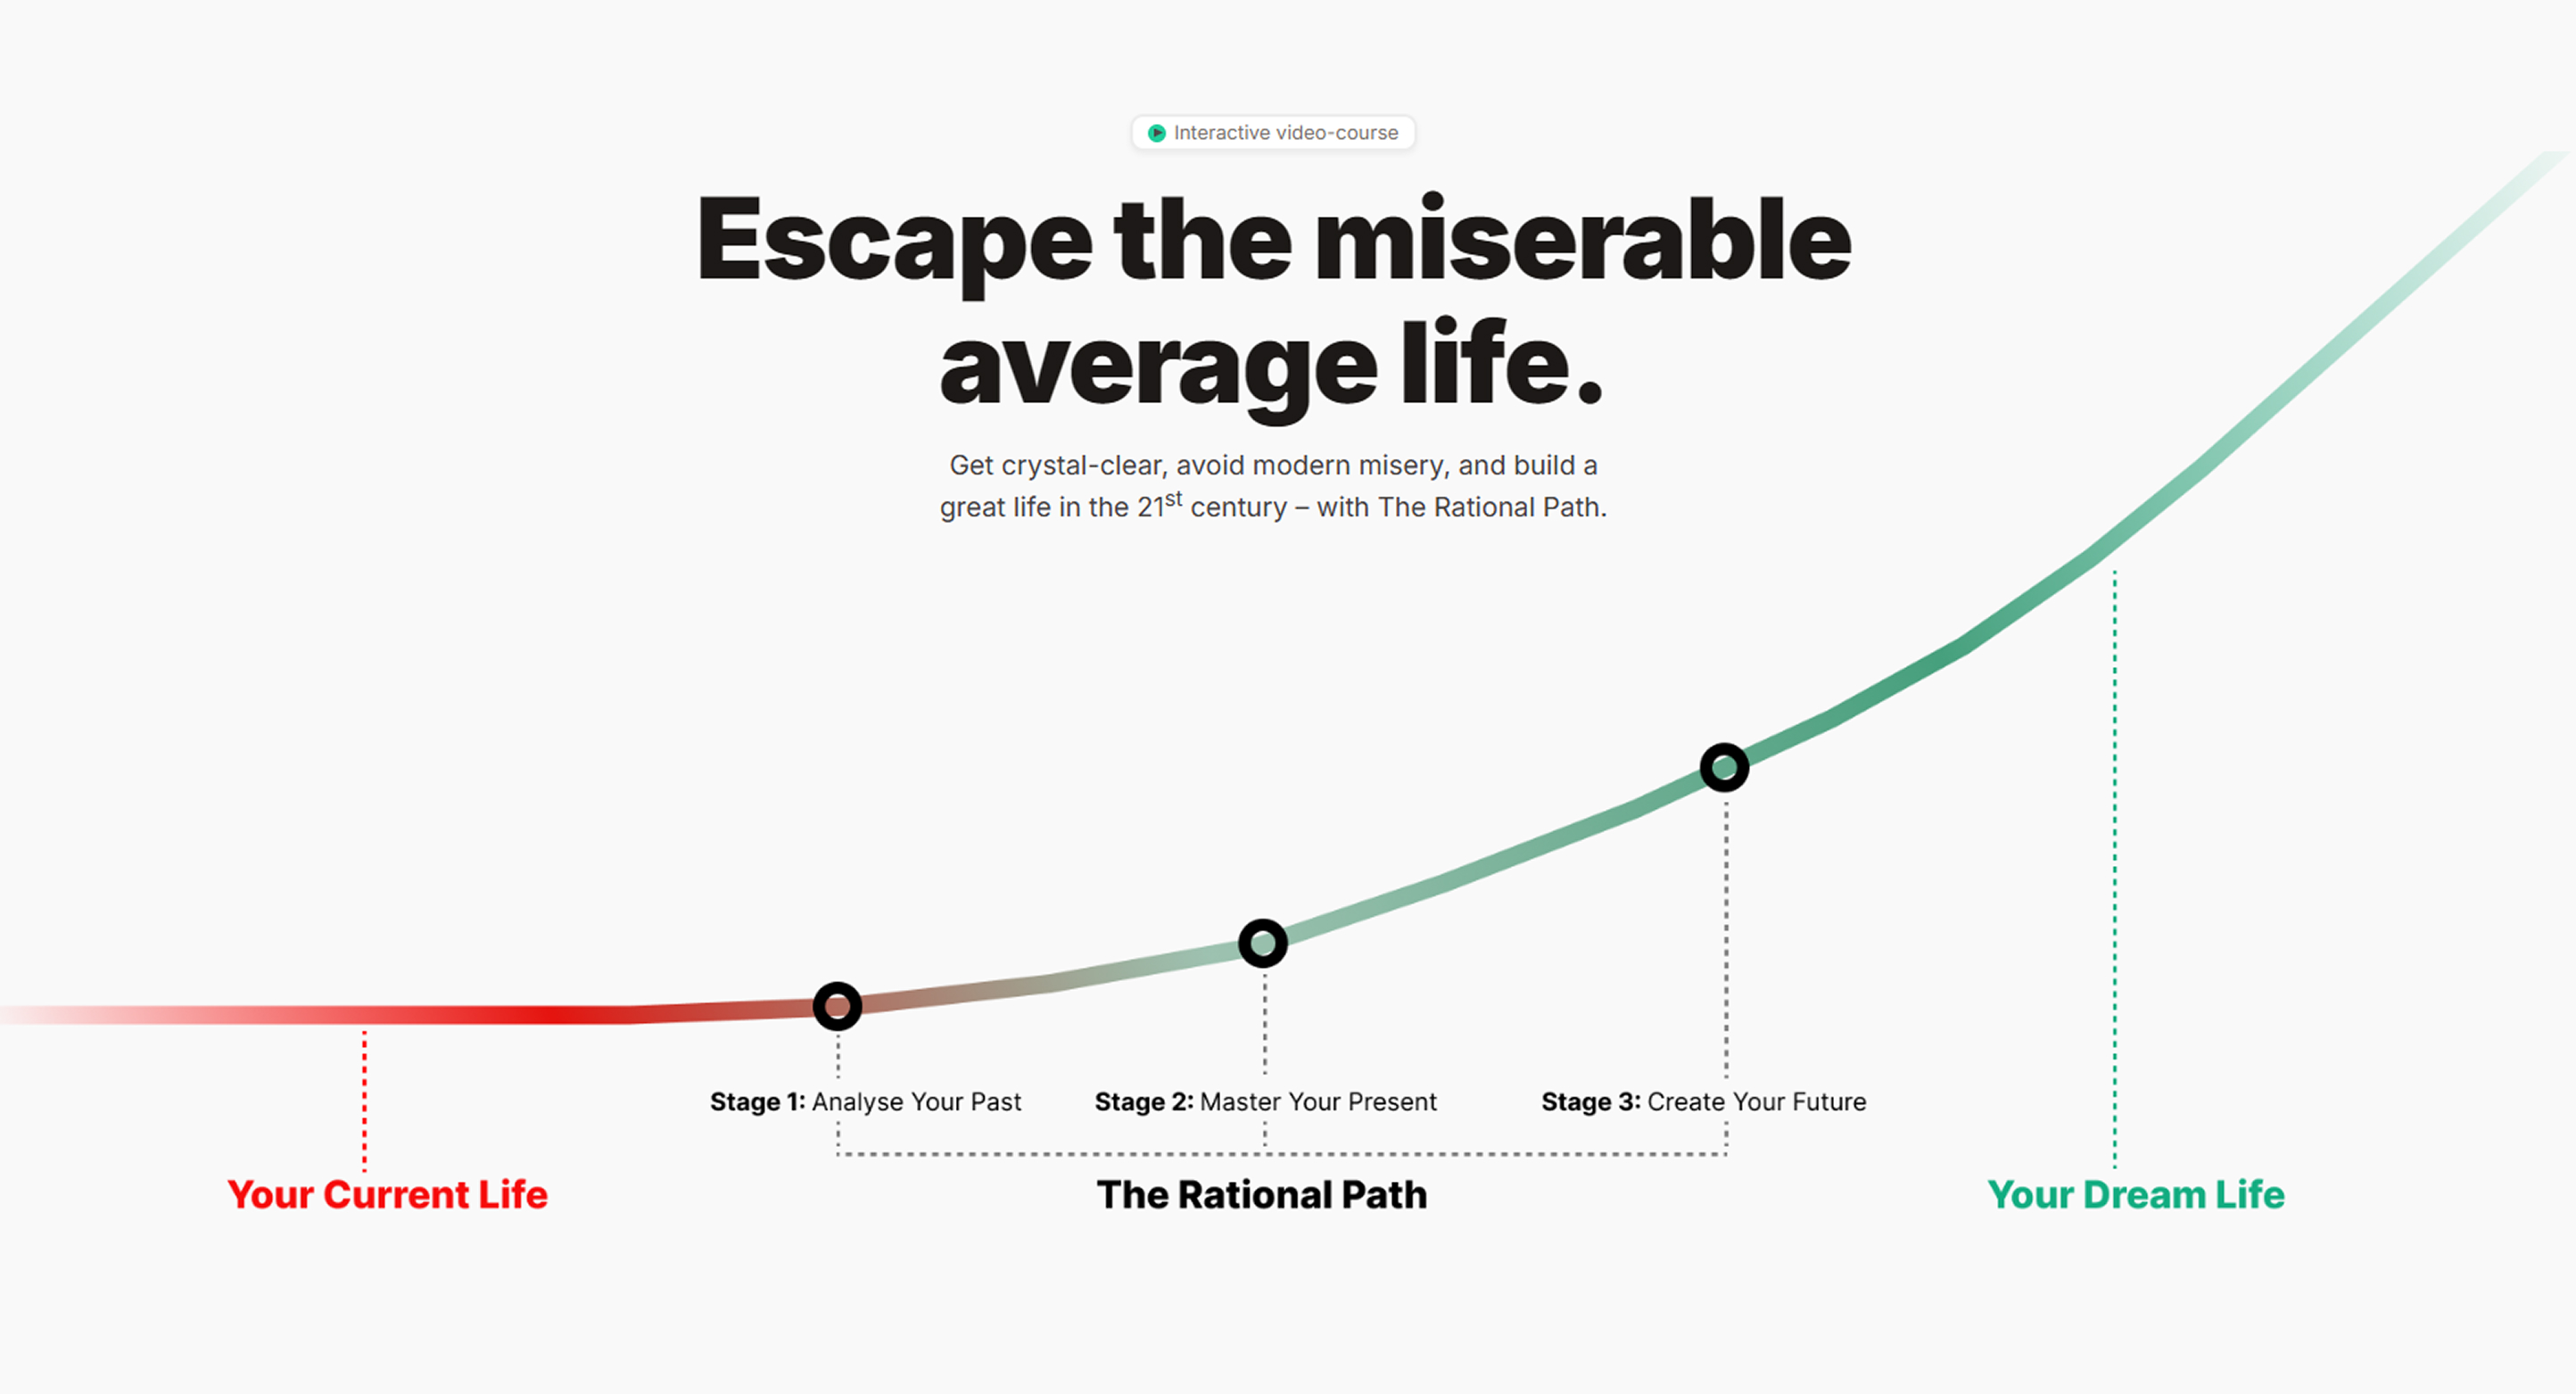 Interactive video-course
Escape the miserable
average life.
Get crystal-clear, avoid modern misery, and build a
great life in the 21st century – with The Rational Path.
Stage 1: Analyse Your Past
Stage 2: Master Your Present
Stage 3: Create Your Future
Your Current Life
The Rational Path
Your Dream Life